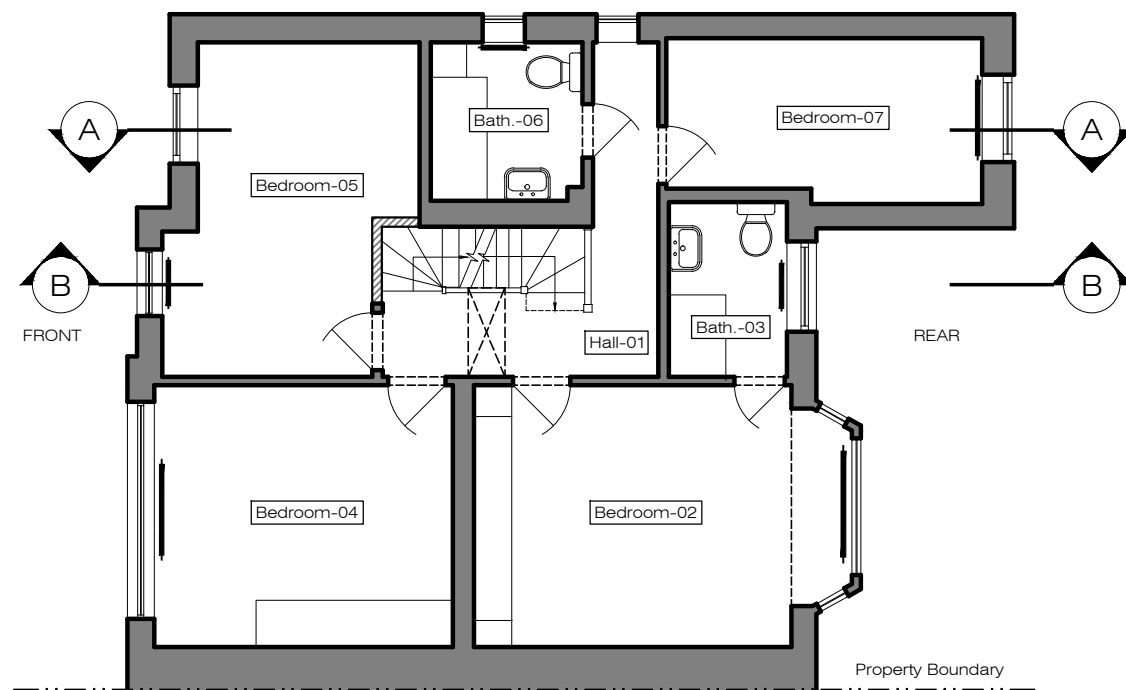 Bath.-06
Bedroom-07
A
A
Bedroom-05
B
B
FRONT
Bath.-03
REAR
Hall-01
Bedroom-04
Bedroom-02
Property Boundary